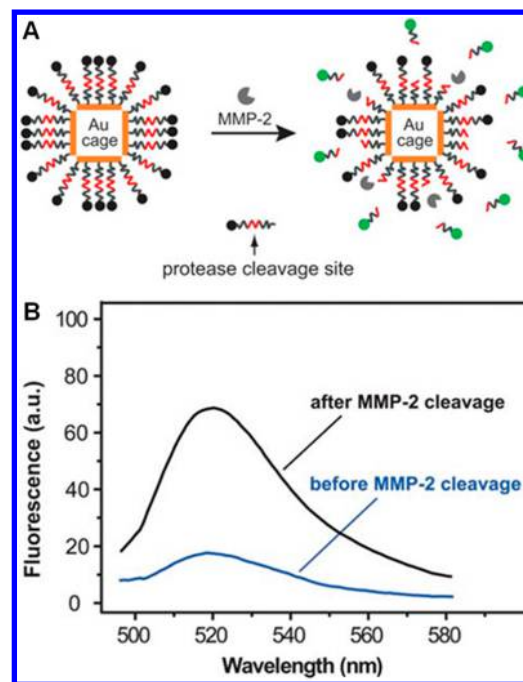 A
Au
cage
MMP-2
Au
cage
protease cleavage site
B
Fluorescence (a.u.)
100
80
60
40
20
0
after MMP-2 cleavage
before MMP-2 cleavage
500 520 540 560 580
Wavelength (nm)